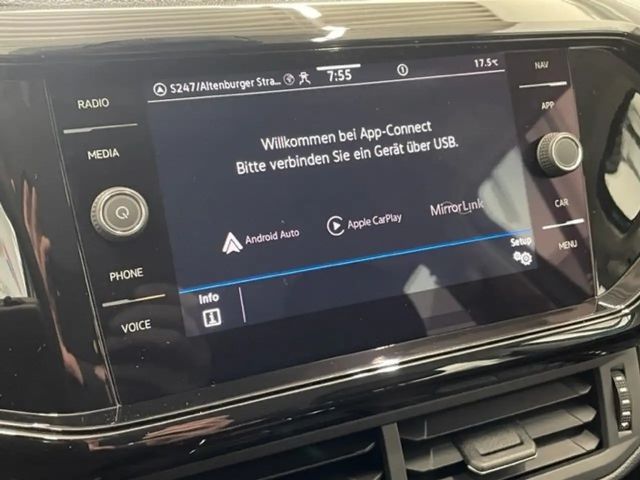 S247/Altenburger Stra...
7:55
17.5°C
NAV
RADIO
APP
Willkommen bei App-Connect
Bitte verbinden Sie ein Gerät über USB.
MEDIA
Android Auto
Apple CarPlay
MirrorLink
CAR
PHONE
Setup
MENU
Info
VOICE